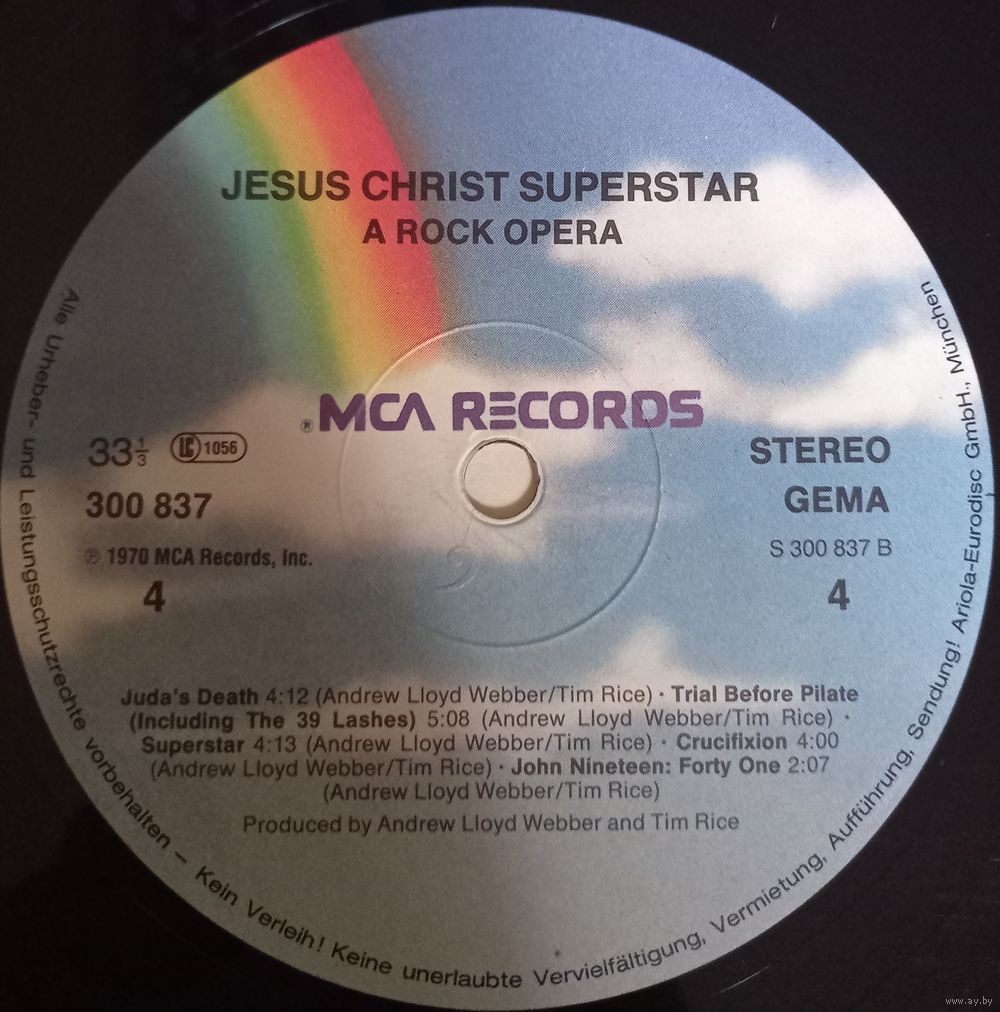 JESUS CHRIST SUPERSTAR
A ROCK OPERA
® MCA RECORDS
33 1/3 LC 1056
STEREO
300 837
GEMA
℗ 1970 MCA Records, Inc.
S 300 837 B
4
4
Juda's Death 4:12 (Andrew Lloyd Webber/Tim Rice) · Trial Before Pilate
(Including The 39 Lashes) 5:08 (Andrew Lloyd Webber/Tim Rice) ·
Superstar 4:13 (Andrew Lloyd Webber/Tim Rice) · Crucifixion 4:00
(Andrew Lloyd Webber/Tim Rice) · John Nineteen: Forty One 2:07
(Andrew Lloyd Webber/Tim Rice)
Produced by Andrew Lloyd Webber and Tim Rice
Alle Urheber- und Leistungsschutzrechte vorbehalten – Kein Verleih! Keine unerlaubte Vervielfältigung, Vermietung, Aufführung, Sendung! Ariola-Eurodisc GmbH., München
www.ay.by